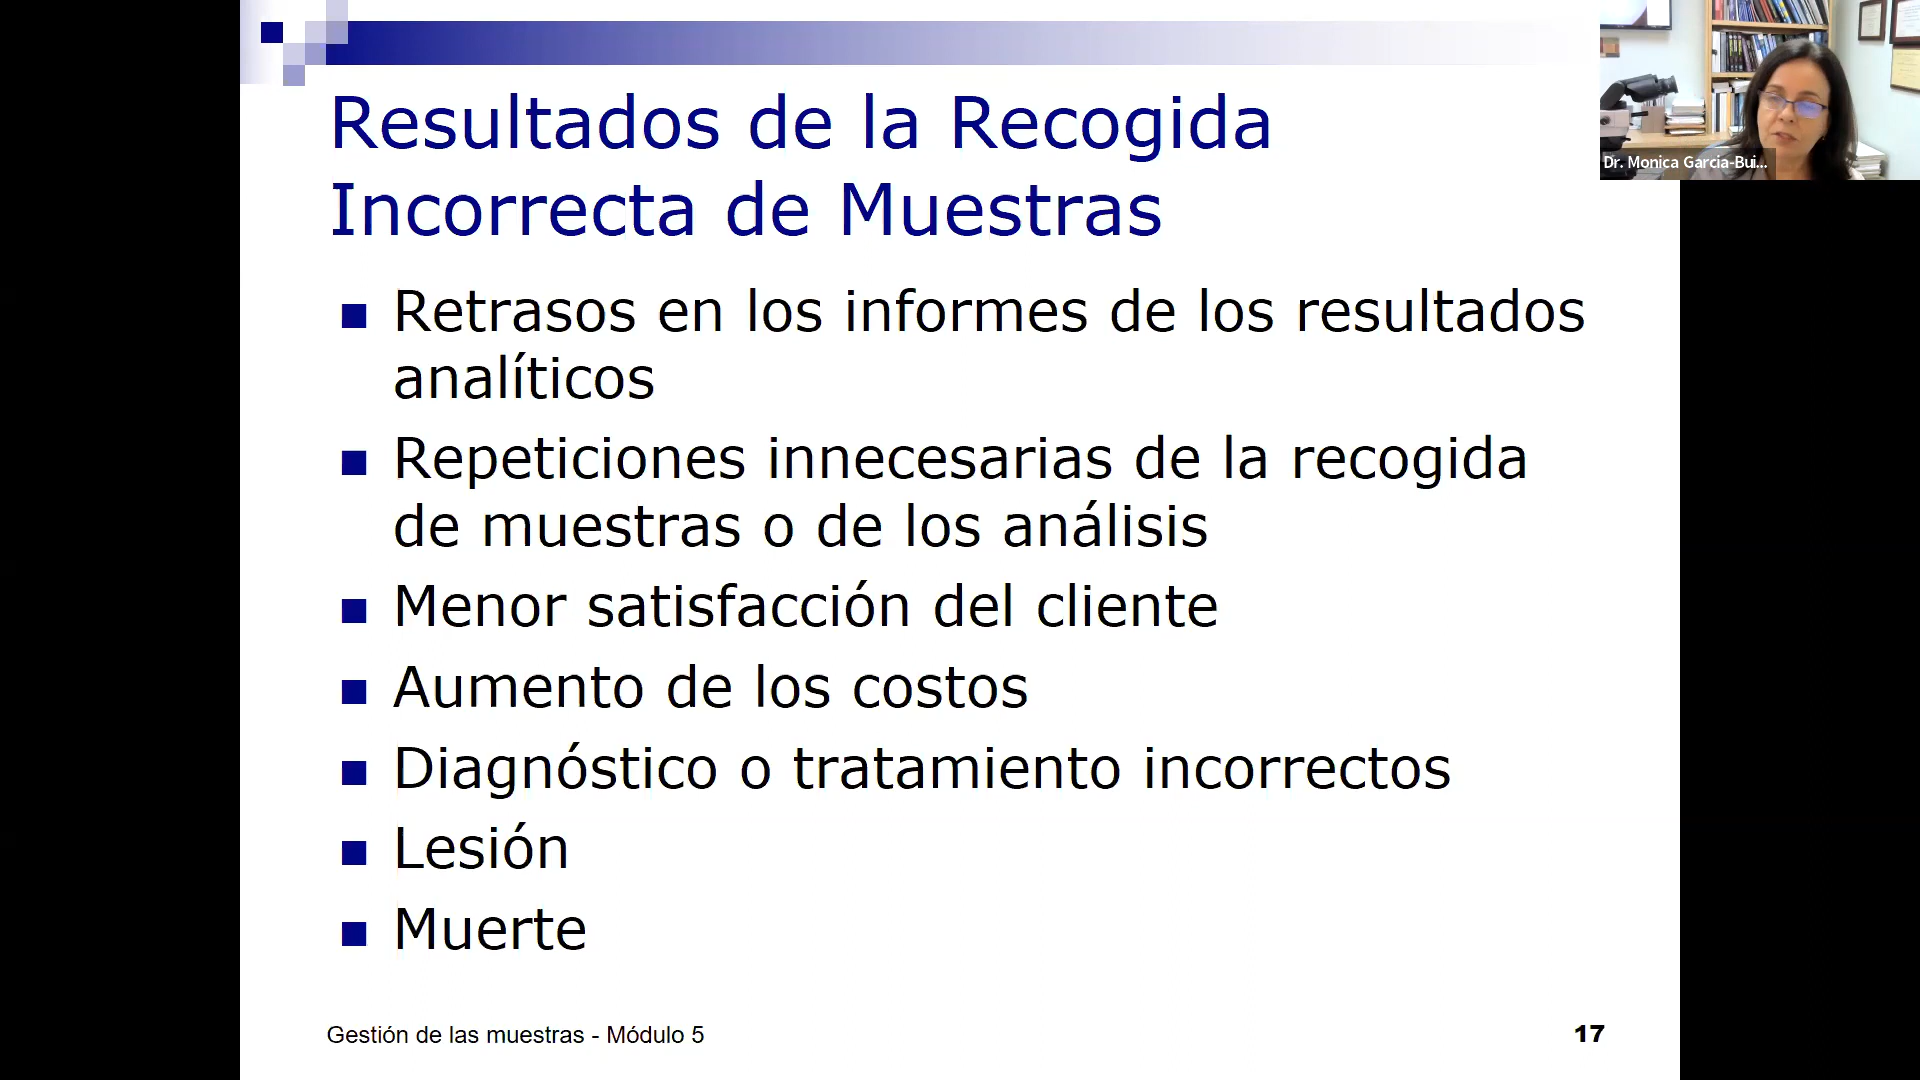 Resultados de la Recogida
Incorrecta de Muestras
Retrasos en los informes de los resultados
analíticos
Repeticiones innecesarias de la recogida
de muestras o de los análisis
Menor satisfacción del cliente
Aumento de los costos
Diagnóstico o tratamiento incorrectos
Lesión
Muerte
Gestión de las muestras - Módulo 5
17
Dr. Monica Garcia-Bui...